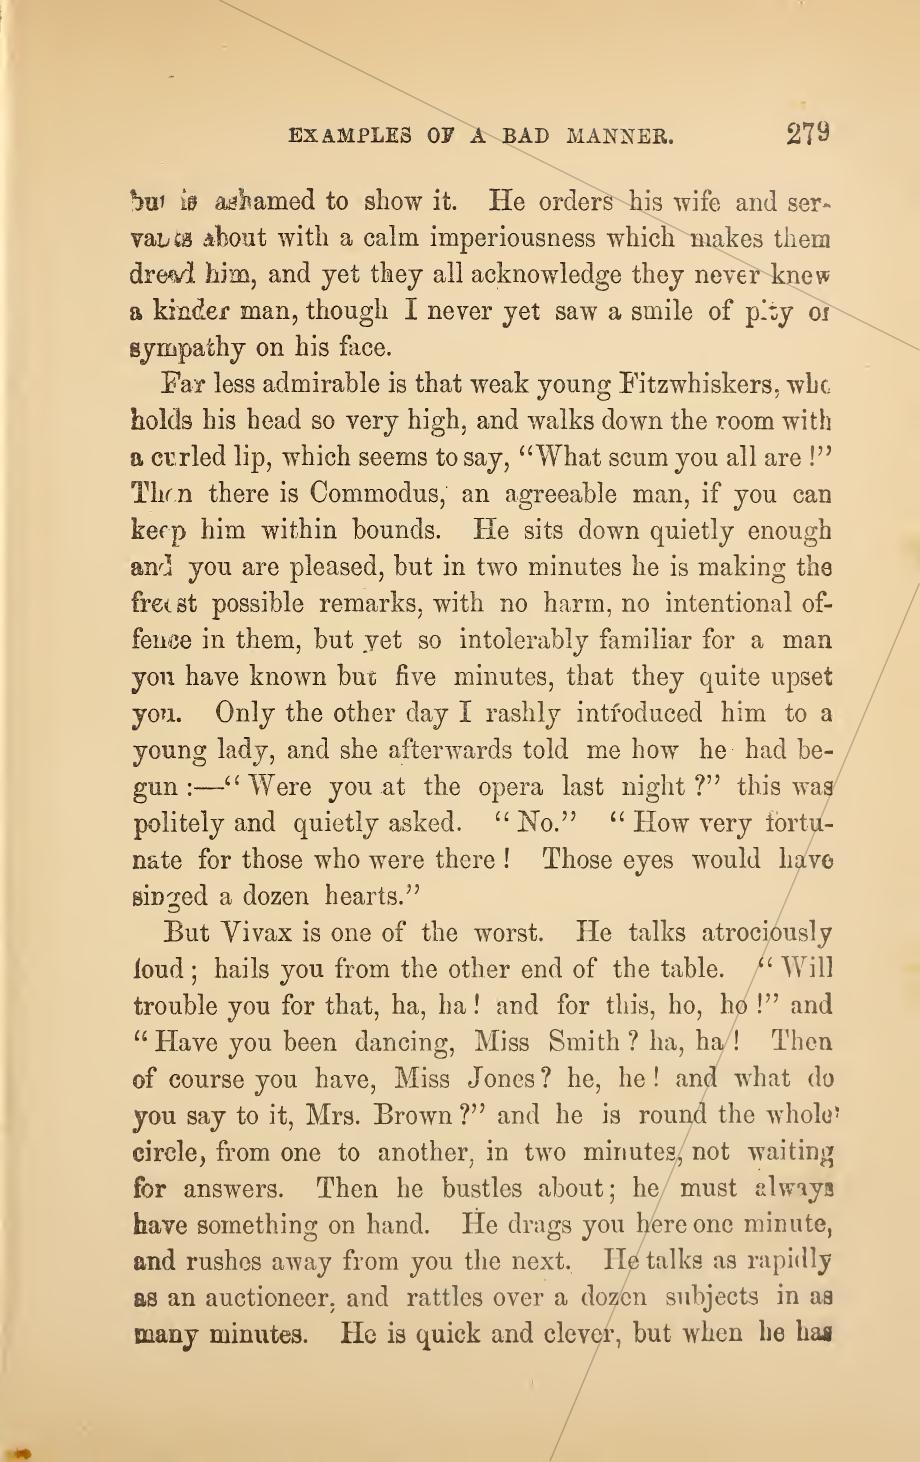 EXAMPLES OF A BAD MANNER. 279
but is ashamed to show it. He orders his wife and ser-
vants about with a calm imperiousness which makes them
dread him, and yet they all acknowledge they never knew
a kinder man, though I never yet saw a smile of pity or
sympathy on his face.
Far less admirable is that weak young Fitzwhiskers, who
holds his head so very high, and walks down the room with
a curled lip, which seems to say, “What scum you all are!”
Then there is Commodus, an agreeable man, if you can
keep him within bounds. He sits down quietly enough
and you are pleased, but in two minutes he is making the
freest possible remarks, with no harm, no intentional of-
fence in them, but yet so intolerably familiar for a man
you have known but five minutes, that they quite upset
you. Only the other day I rashly introduced him to a
young lady, and she afterwards told me how he had be-
gun:—“Were you at the opera last night?” this was
politely and quietly asked. “No.” “How very fortu-
nate for those who were there! Those eyes would have
singed a dozen hearts.”
But Vivax is one of the worst. He talks atrociously
loud; hails you from the other end of the table. “Will
trouble you for that, ha, ha! and for this, ho, ho!” and
“Have you been dancing, Miss Smith? ha, ha! Then
of course you have, Miss Jones? he, he! and what do
you say to it, Mrs. Brown?” and he is round the whole
circle, from one to another, in two minutes, not waiting
for answers. Then he bustles about; he must always
have something on hand. He drags you here one minute,
and rushes away from you the next. He talks as rapidly
as an auctioneer, and rattles over a dozen subjects in as
many minutes. He is quick and clever, but when he has